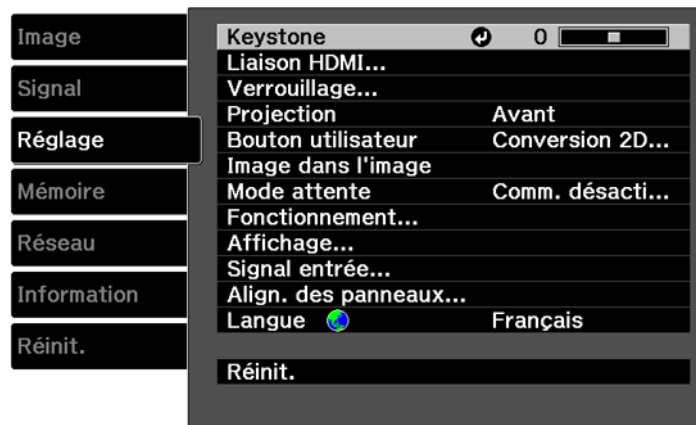 Image
Signal
Réglage
Mémoire
Réseau
Information
Réinit.
Keystone 0
Liaison HDMI...
Verrouillage...
Projection Avant
Bouton utilisateur Conversion 2D...
Image dans l'image
Mode attente Comm. désacti...
Fonctionnement...
Affichage...
Signal entrée...
Align. des panneaux...
Langue Français
Réinit.